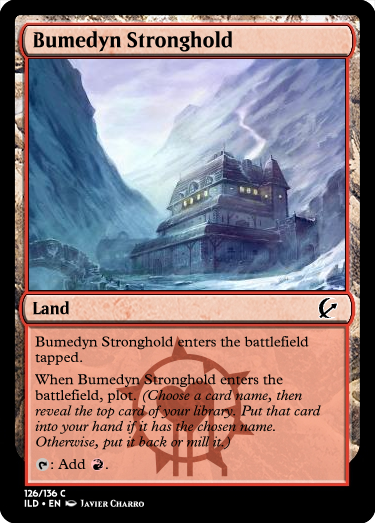 Bumedyn Stronghold
Land
Bumedyn Stronghold enters the battlefield
tapped.
When Bumedyn Stronghold enters the
battlefield, plot. (Choose a card name, then
reveal the top card of your library. Put that card
into your hand if it has the chosen name.
Otherwise, put it back or mill it.)
: Add .
126/136 C
ILD • EN Javier Charro